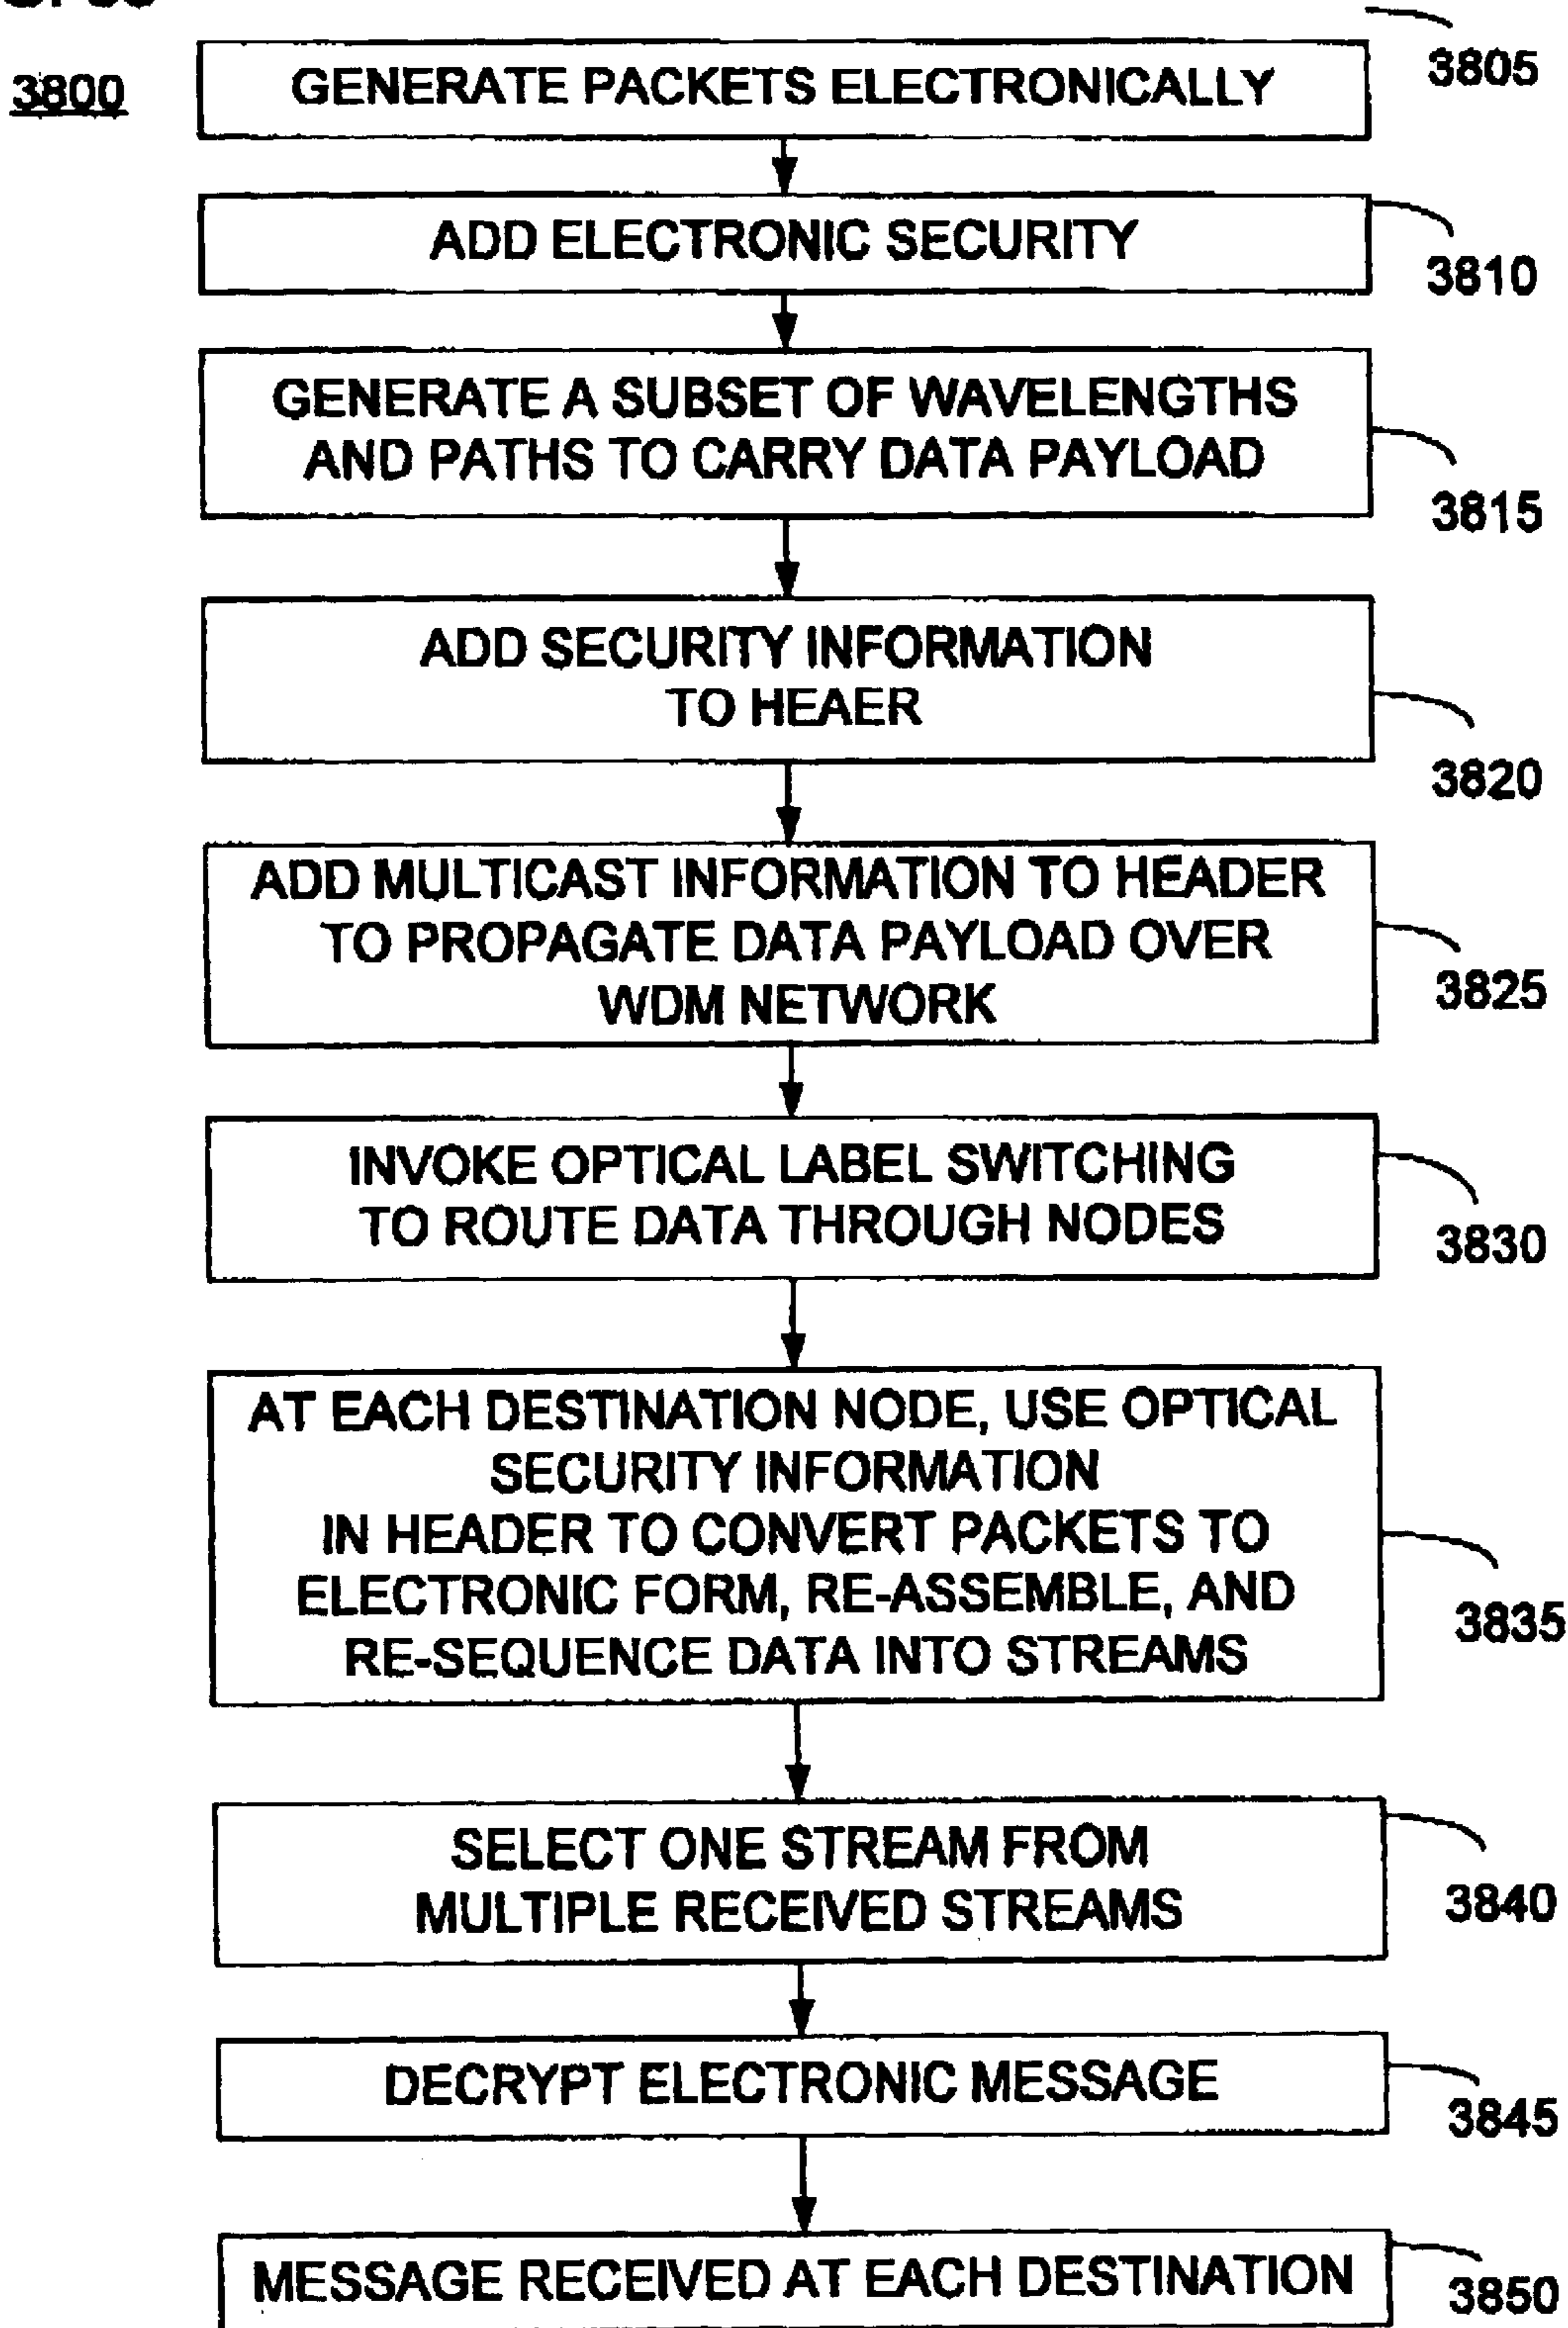 3800
GENERATE PACKETS ELECTRONICALLY
3805
ADD ELECTRONIC SECURITY
3810
GENERATE A SUBSET OF WAVELENGTHS
AND PATHS TO CARRY DATA PAYLOAD
3815
ADD SECURITY INFORMATION
TO HEAER
3820
ADD MULTICAST INFORMATION TO HEADER
TO PROPAGATE DATA PAYLOAD OVER
WDM NETWORK
3825
INVOKE OPTICAL LABEL SWITCHING
TO ROUTE DATA THROUGH NODES
3830
AT EACH DESTINATION NODE, USE OPTICAL
SECURITY INFORMATION
IN HEADER TO CONVERT PACKETS TO
ELECTRONIC FORM, RE-ASSEMBLE, AND
RE-SEQUENCE DATA INTO STREAMS
3835
SELECT ONE STREAM FROM
MULTIPLE RECEIVED STREAMS
3840
DECRYPT ELECTRONIC MESSAGE
3845
MESSAGE RECEIVED AT EACH DESTINATION
3850